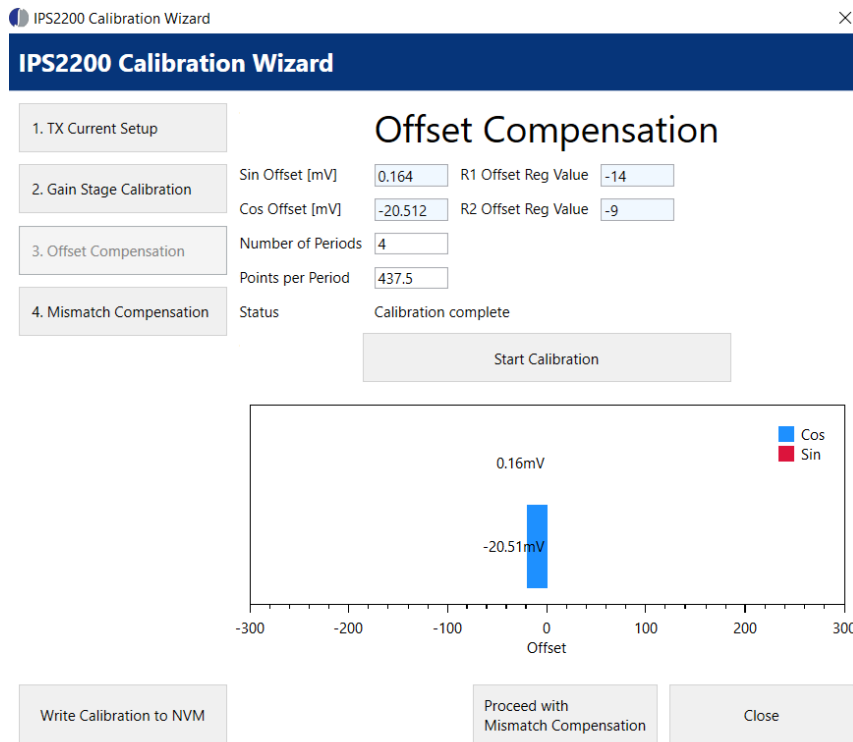 IPS2200 Calibration Wizard
IPS2200 Calibration Wizard
1. TX Current Setup
2. Gain Stage Calibration
3. Offset Compensation
4. Mismatch Compensation
Offset Compensation
Sin Offset [mV] 0.164 R1 Offset Reg Value -14
Cos Offset [mV] -20.512 R2 Offset Reg Value -9
Number of Periods 4
Points per Period 437.5
Status Calibration complete
Start Calibration
Cos
Sin
0.16mV
-20.51mV
-300 -200 -100 0 100 200 300
Offset
Write Calibration to NVM
Proceed with
Mismatch Compensation
Close